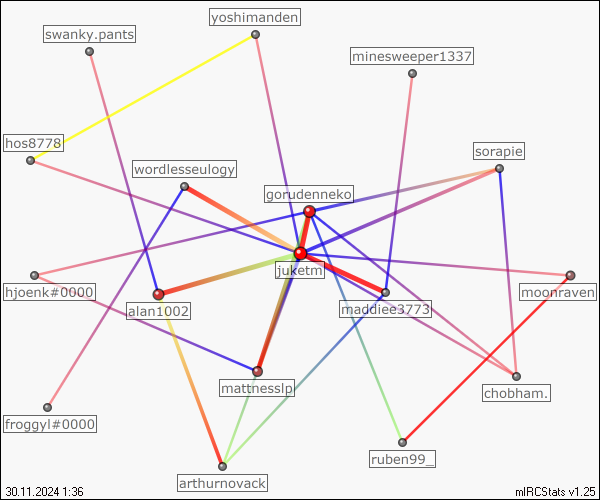 yoshimanden
swanky.pants
minesweeper1337
hos8778
sorapie
wordlesseulogy
gorudenneko
juketm
hjoenk#0000
moonraven
alan1002
maddiee3773
mattnesslp
chobham.
froggyl#0000
ruben99_
arthurnovack
30.11.2024 1:36
mIRCStats v1.25